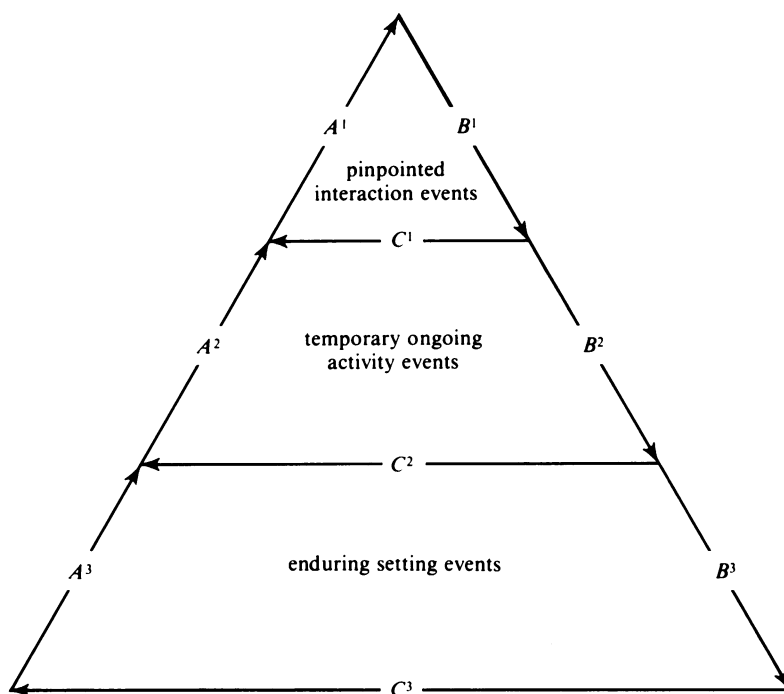 A¹ B¹
pinpointed
interaction events
C¹
A² temporary ongoing B²
activity events
C²
A³ enduring setting events B³
C³